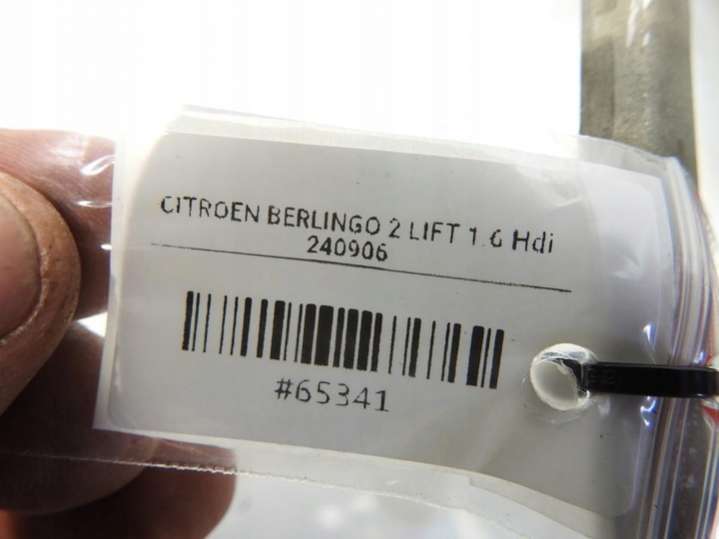 CITROEN BERLINGO 2 LIFT 1.6 Hdi
240906
#65341